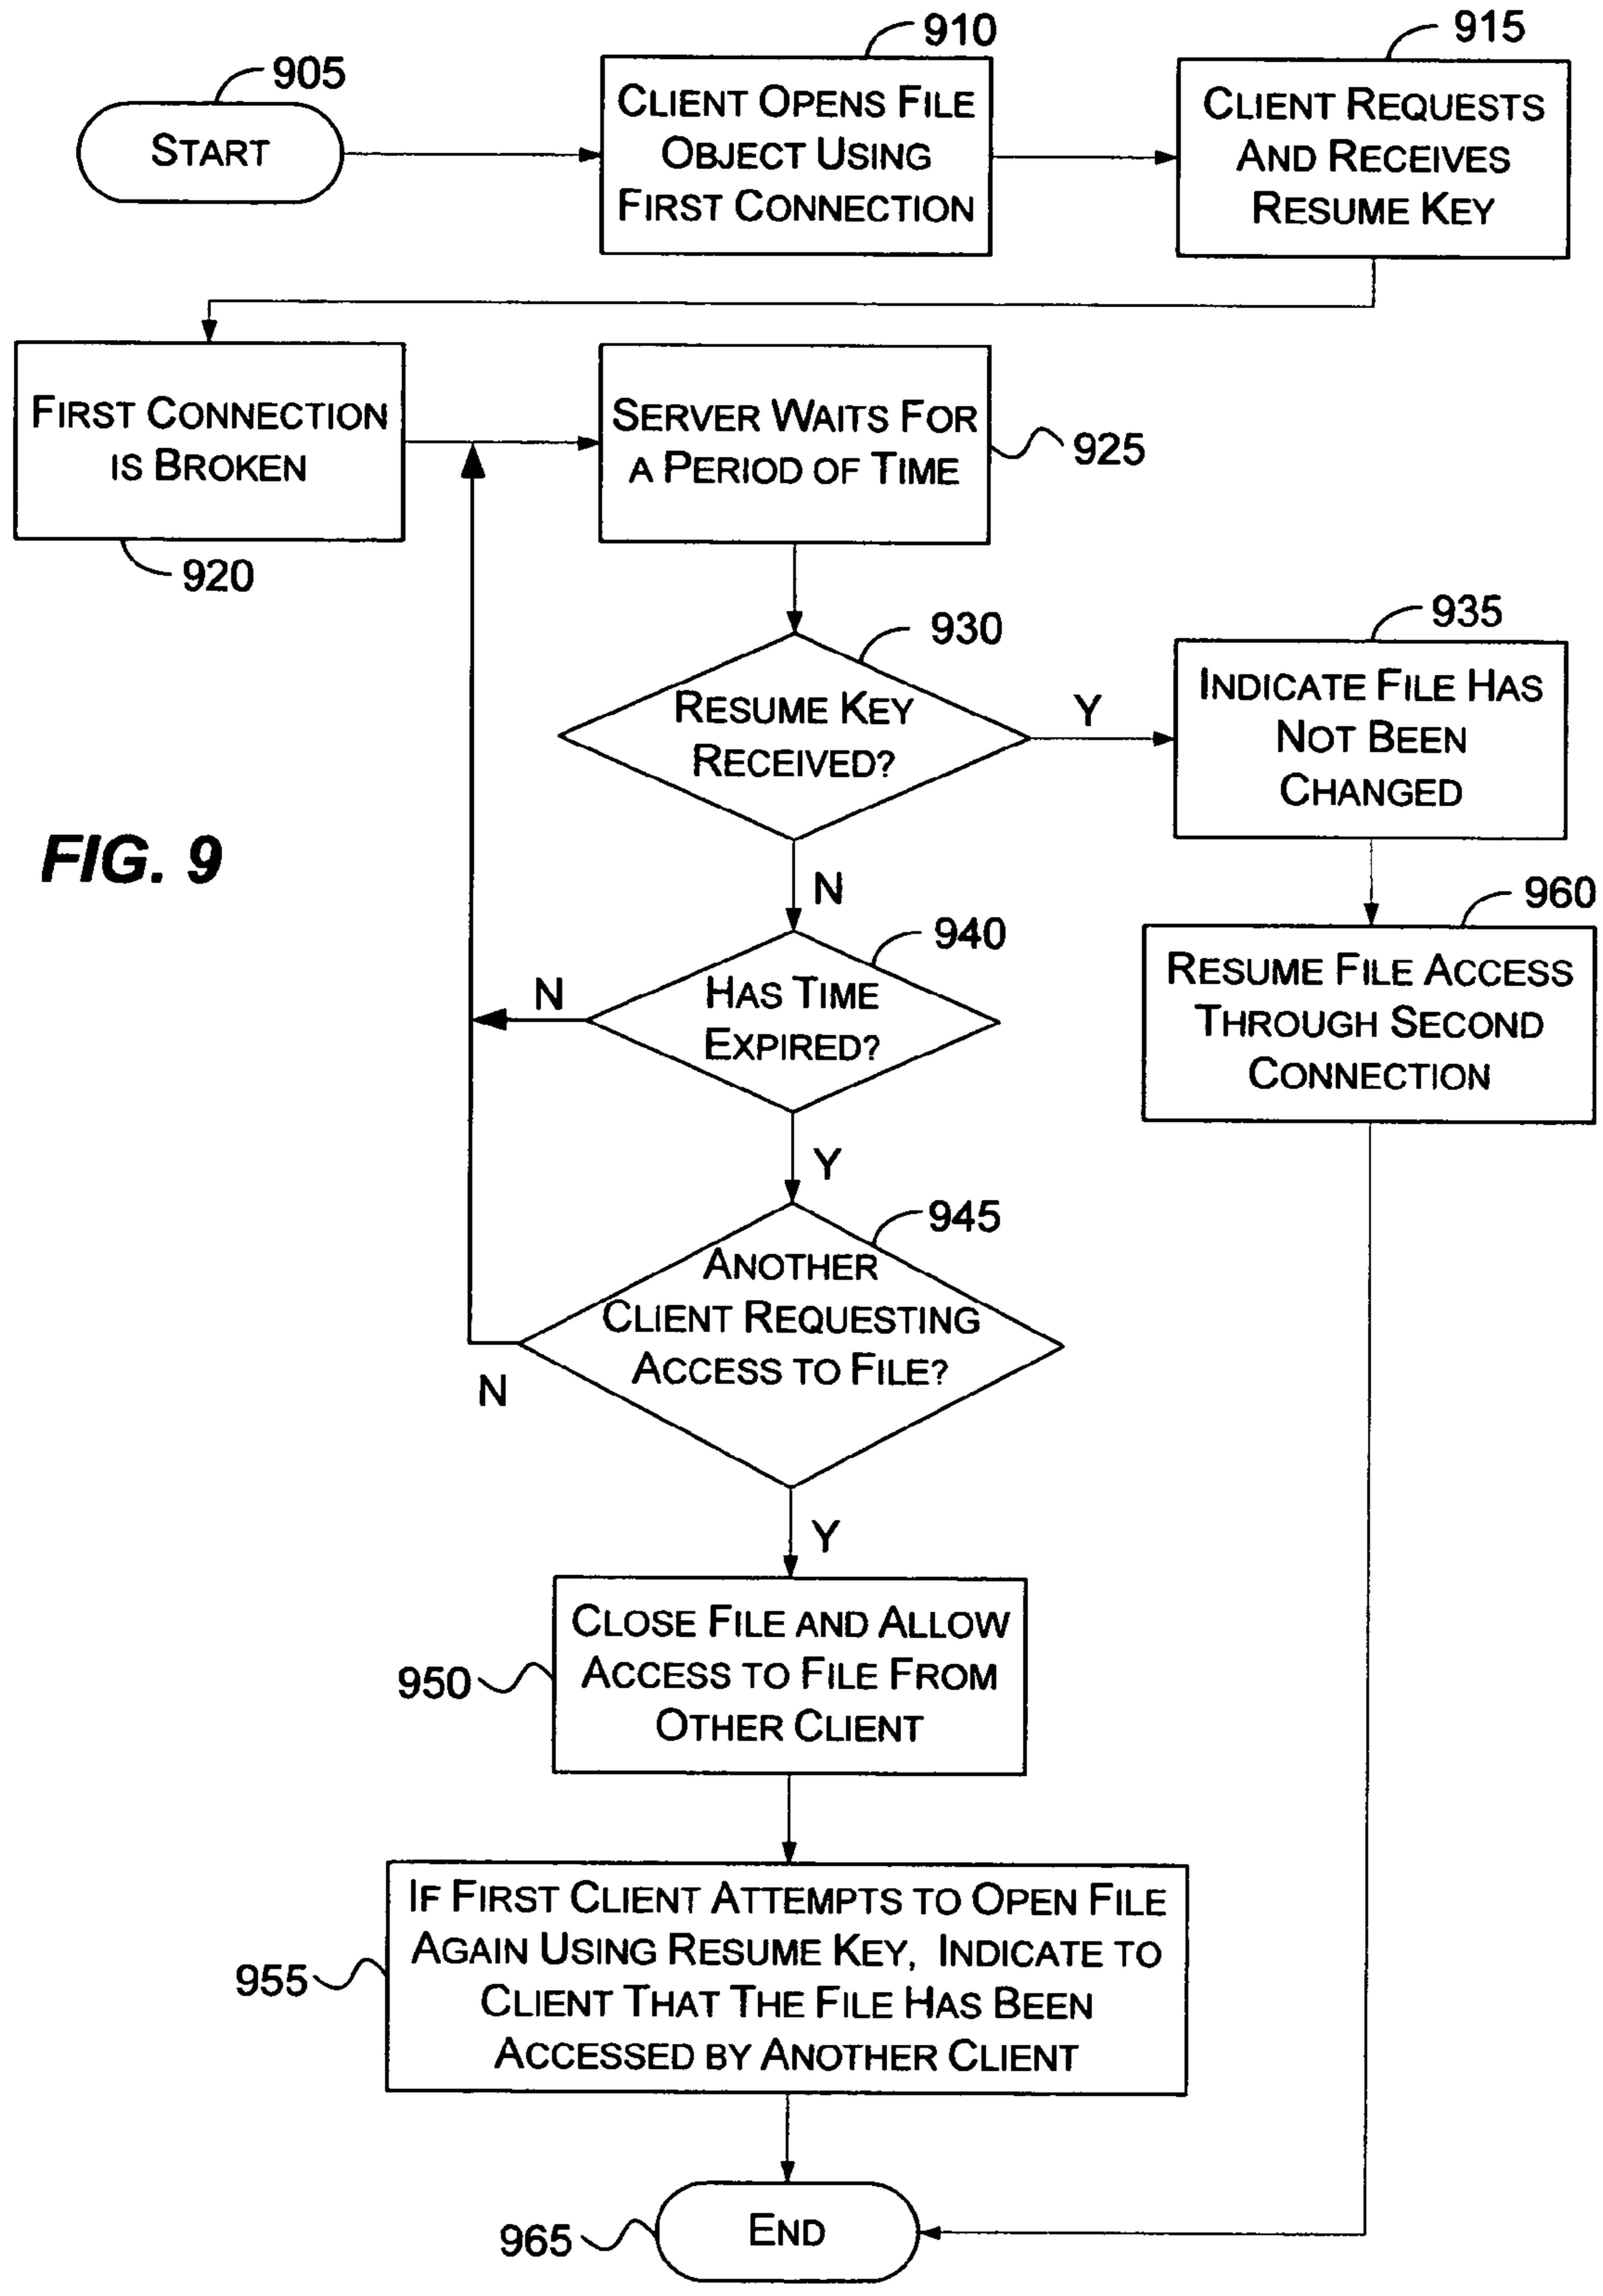 905
START
910
CLIENT OPENS FILE
OBJECT USING
FIRST CONNECTION
915
CLIENT REQUESTS
AND RECEIVES
RESUME KEY
FIRST CONNECTION
IS BROKEN
920
SERVER WAITS FOR
A PERIOD OF TIME
925
930
RESUME KEY
RECEIVED?
Y
935
INDICATE FILE HAS
NOT BEEN
CHANGED
FIG. 9
N
960
RESUME FILE ACCESS
THROUGH SECOND
CONNECTION
940
HAS TIME
EXPIRED?
N
Y
945
ANOTHER
CLIENT REQUESTING
ACCESS TO FILE?
N
Y
CLOSE FILE AND ALLOW
ACCESS TO FILE FROM
OTHER CLIENT
950
IF FIRST CLIENT ATTEMPTS TO OPEN FILE
AGAIN USING RESUME KEY, INDICATE TO
CLIENT THAT THE FILE HAS BEEN
ACCESSED BY ANOTHER CLIENT
955
END
965